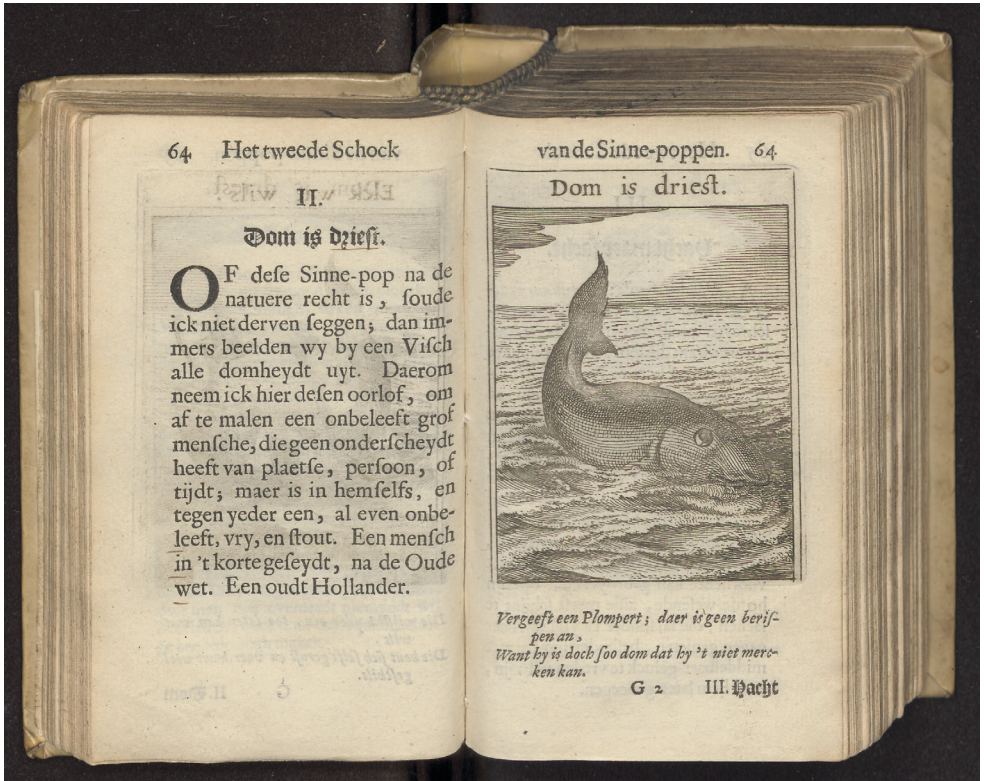 64 Het tweede Schock
II.
Dom is driest.
OF dese Sinne-pop na de
natuere recht is, soude
ick niet derven seggen; dan im-
mers beelden wy by een Visch
alle domheydt uyt. Daerom
neem ick hier desen oorlof, om
af te malen een onbeleeft grof
mensche, die geen onderscheydt
heeft van plaetse, persoon, of
tijdt; maer is in hemselfs, en
tegen yeder een, al even onbe-
leeft, vry, en stout. Een mensch
in 't korte geseydt, na de Oude
wet. Een oudt Hollander.
van de Sinne-poppen. 64.
Dom is driest.
Vergeeft een Plompert; daer is geen beris-
pen an,
Want hy is doch soo dom dat hy 't niet merc-
ken kan.
G 2 III. Nacht